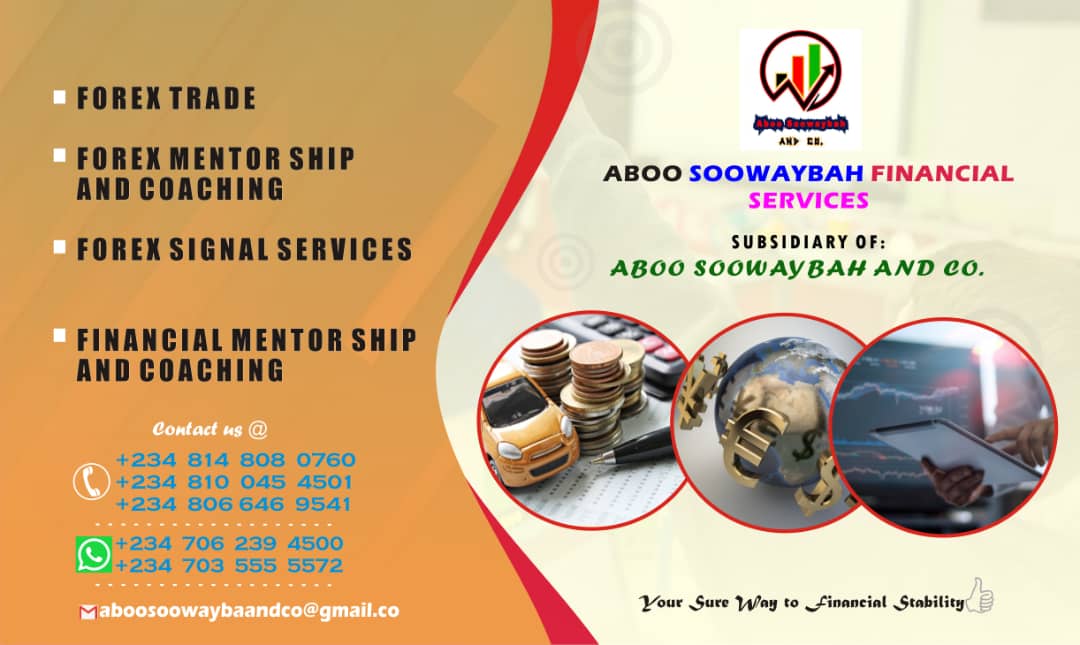 FOREX TRADE
FOREX MENTOR SHIP
AND COACHING
FOREX SIGNAL SERVICES
FINANCIAL MENTOR SHIP
AND COACHING
Contact us @
+234 814 808 0760
+234 810 045 4501
+234 806 646 9541
+234 706 239 4500
+234 703 555 5572
aboosoowaybaandco@gmail.co
Aboo Soowaybah
AND CO.
ABOO SOOWAYBAH FINANCIAL
SERVICES
SUBSIDIARY OF:
ABOO SOOWAYBAH AND CO.
Your Sure Way to Financial Stability